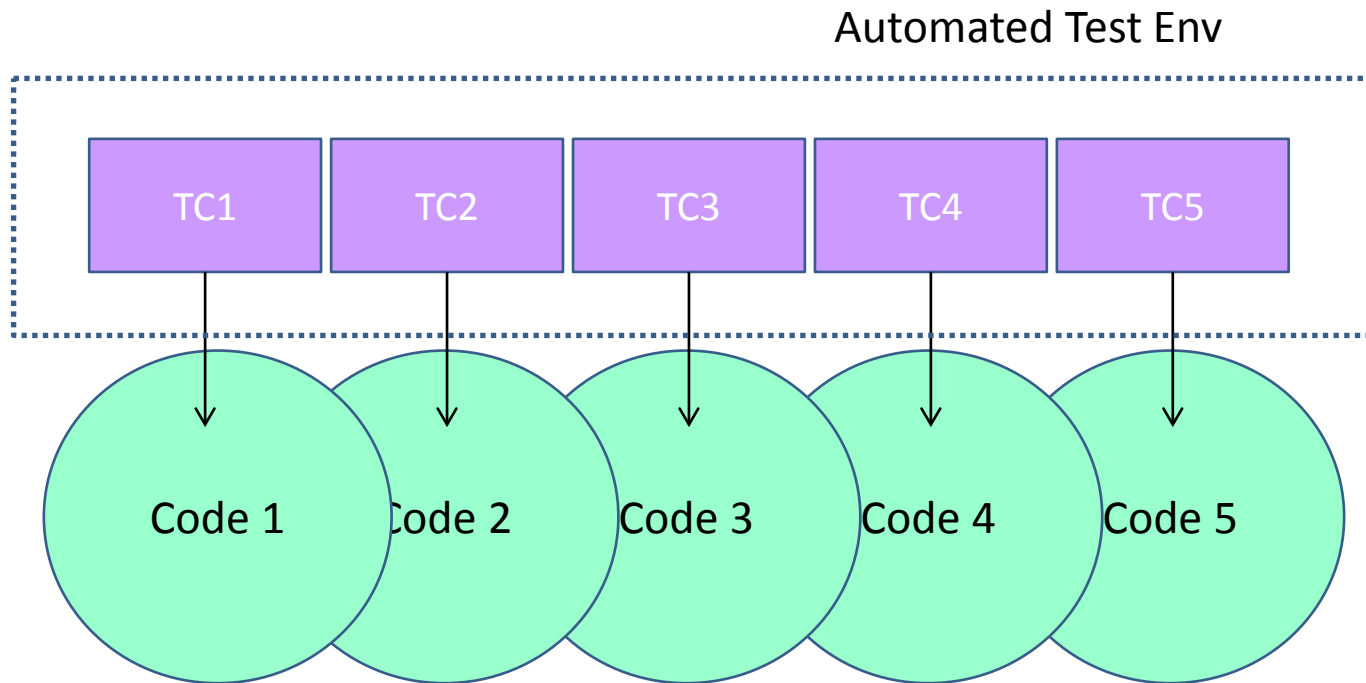 Automated Test Env
TC1
TC2
TC3
TC4
TC5
Code 1
Code 2
Code 3
Code 4
Code 5